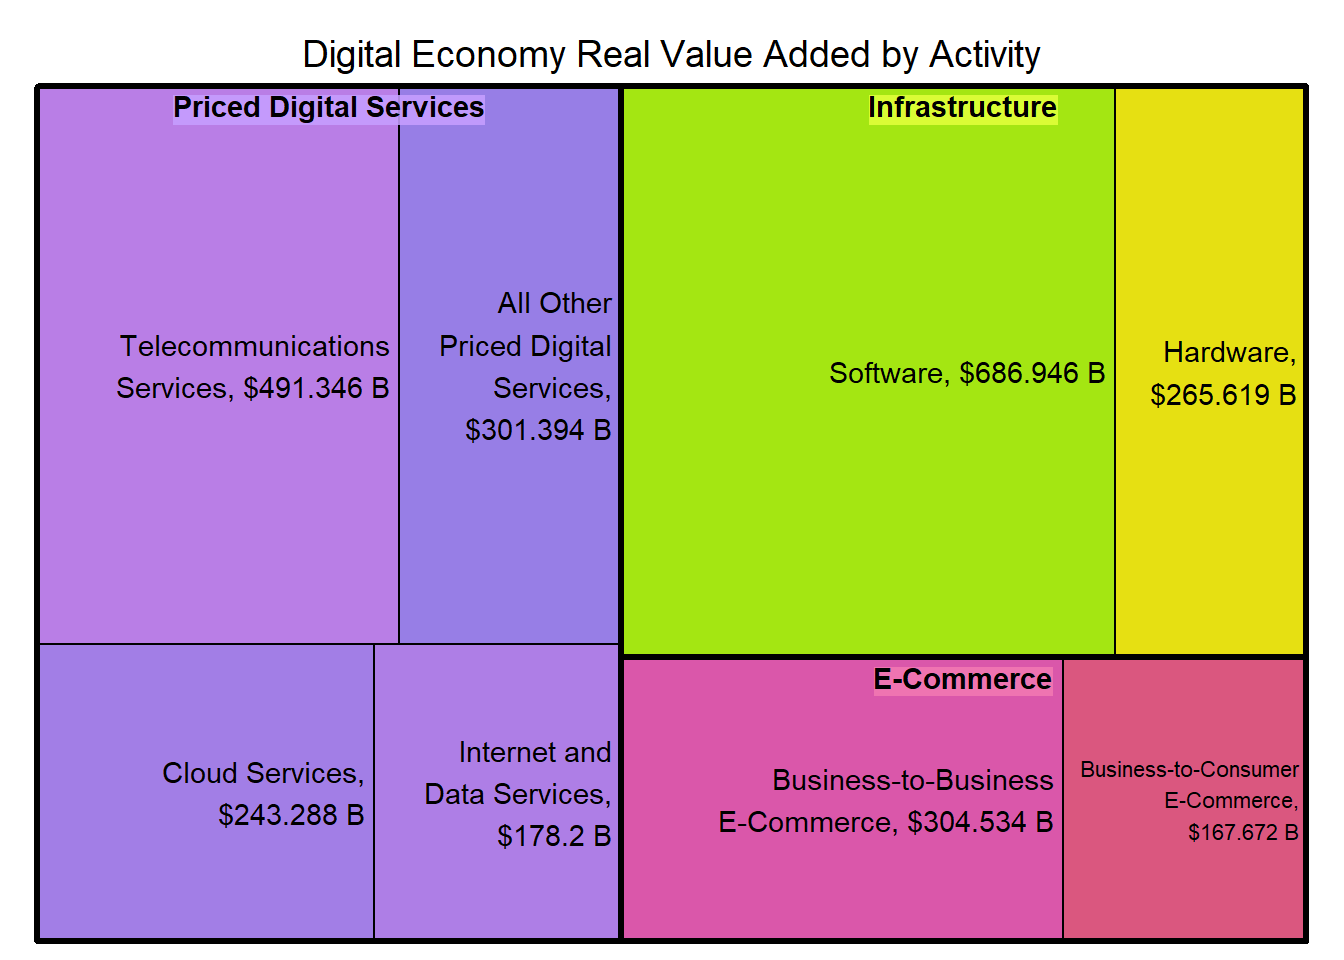 Digital Economy Real Value Added by Activity
Priced Digital Services
Telecommunications
Services, $491.346 B
All Other
Priced Digital
Services,
$301.394 B
Cloud Services,
$243.288 B
Internet and
Data Services,
$178.2 B
Infrastructure
Software, $686.946 B
Hardware,
$265.619 B
E-Commerce
Business-to-Business
E-Commerce, $304.534 B
Business-to-Consumer
E-Commerce,
$167.672 B